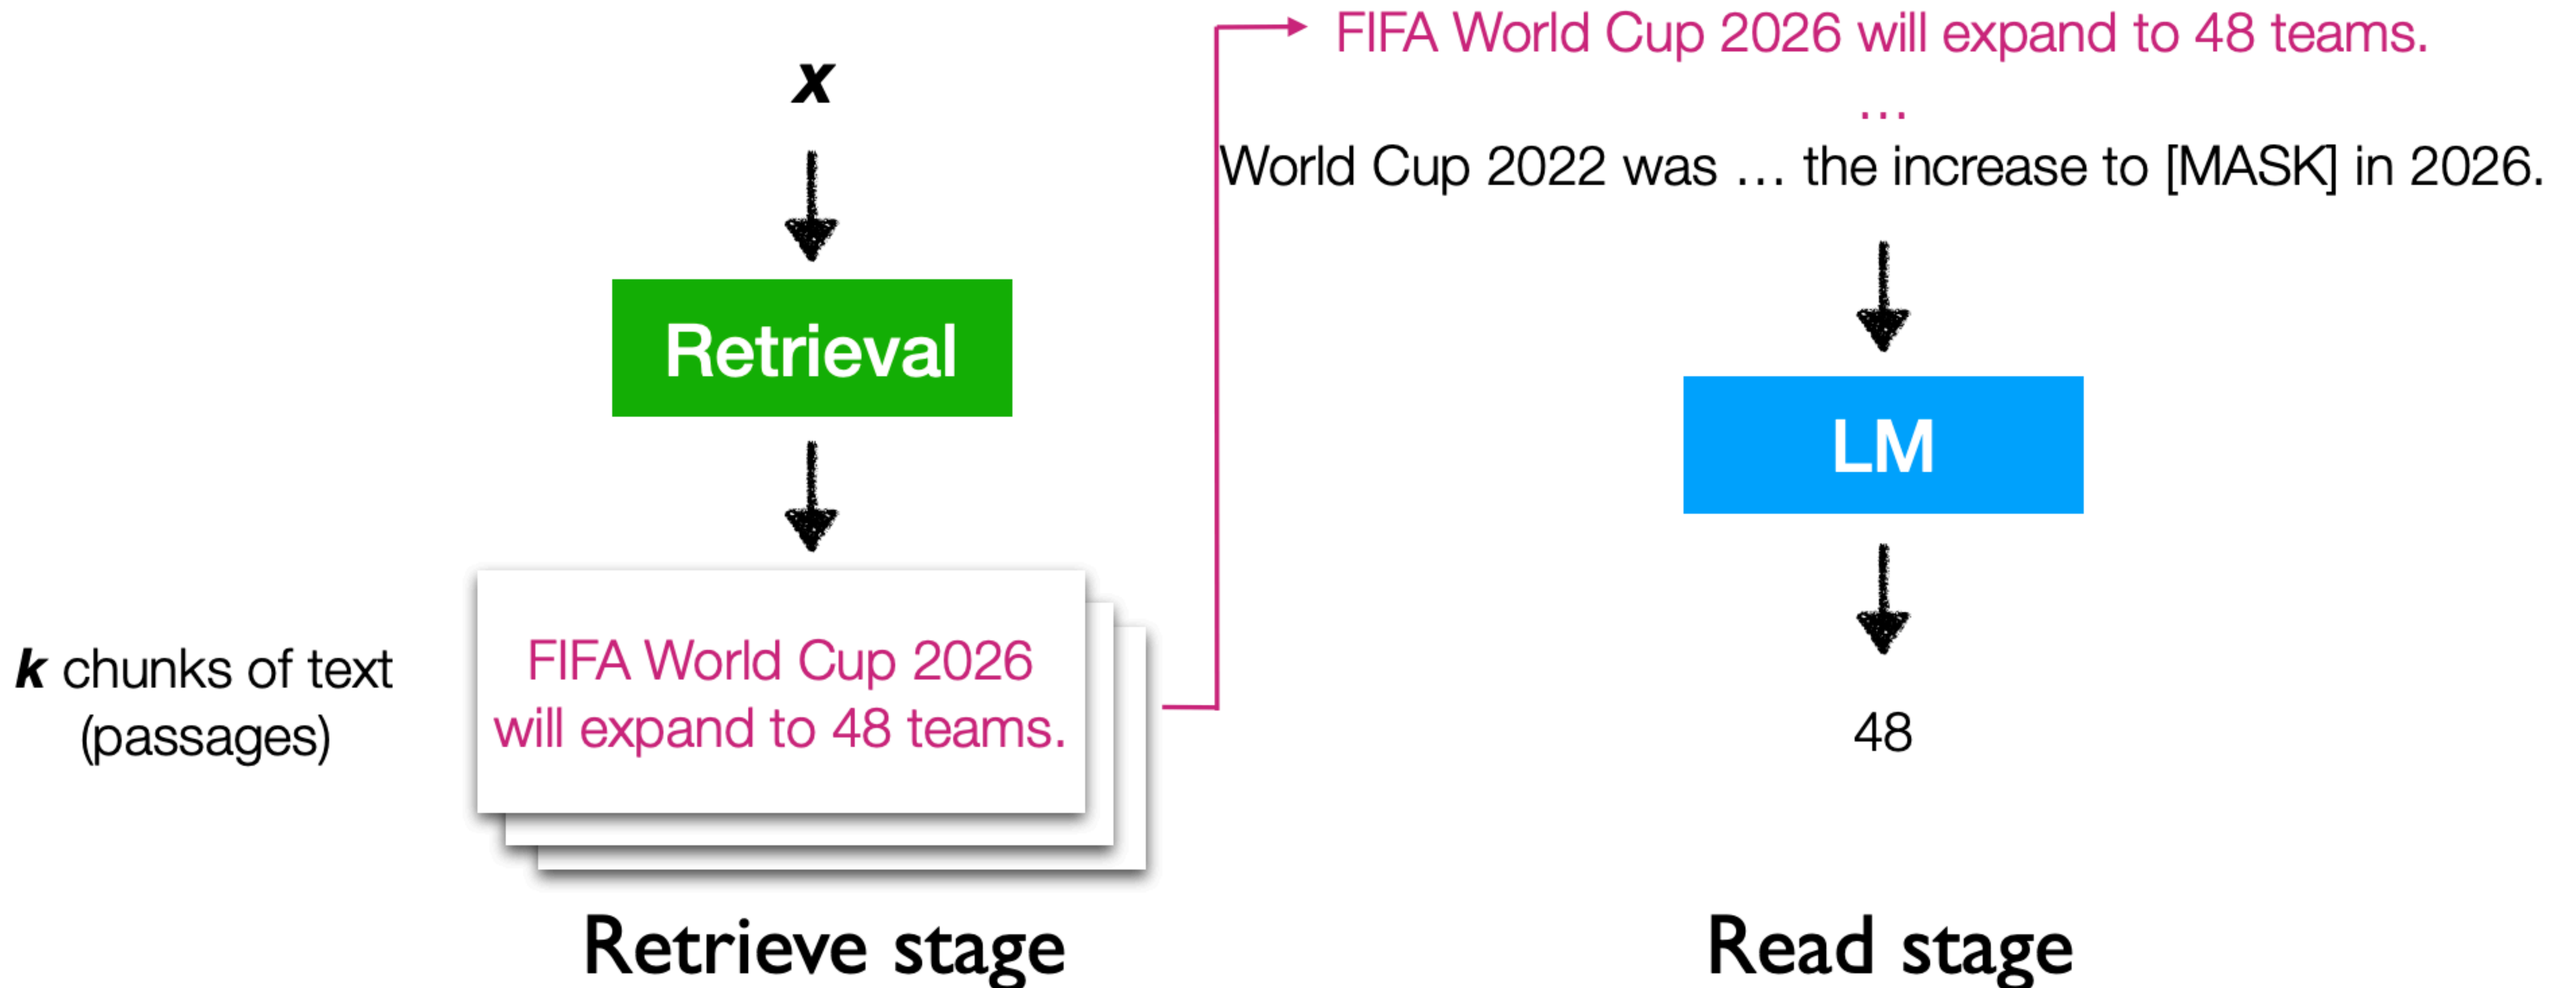 x
Retrieval
k chunks of text
(passages)
FIFA World Cup 2026
will expand to 48 teams.
Retrieve stage
FIFA World Cup 2026 will expand to 48 teams.
…
World Cup 2022 was … the increase to [MASK] in 2026.
LM
48
Read stage